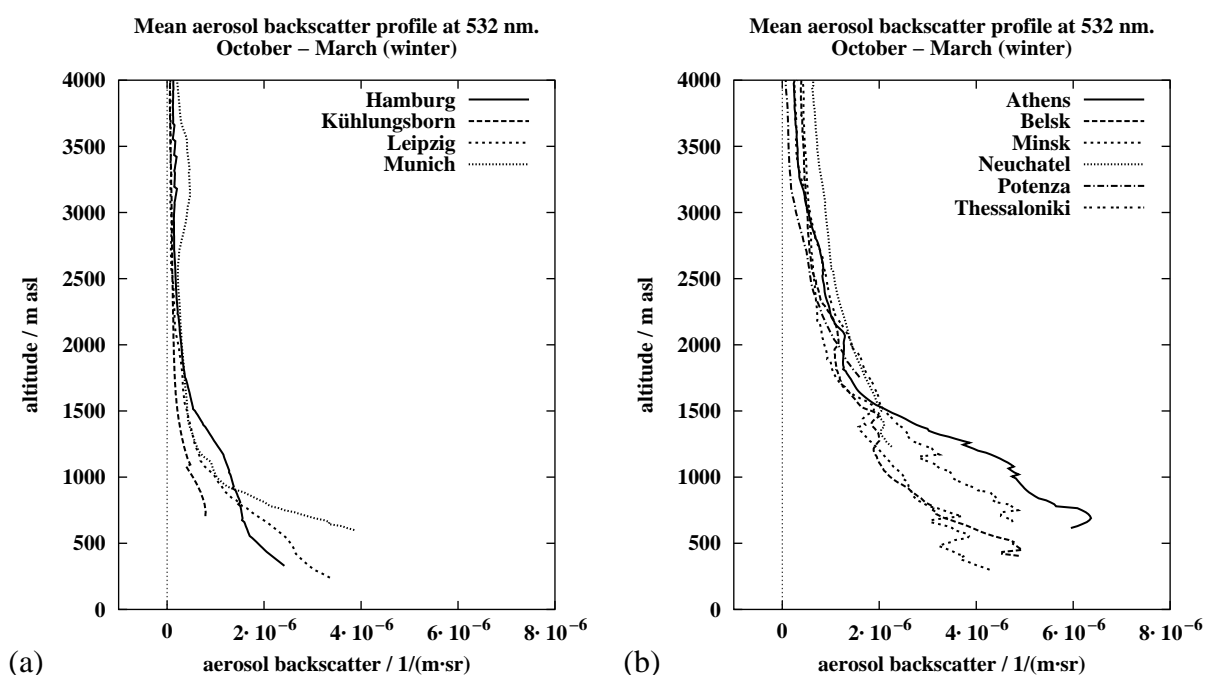 Mean aerosol backscatter profile at 532 nm.
October – March (winter)
4000
3500
3000
2500
2000
1500
1000
500
0
altitude / m asl
Hamburg
Kühlungsborn
Leipzig
Munich
0
2· 10⁻⁶
4· 10⁻⁶
6· 10⁻⁶
8· 10⁻⁶
aerosol backscatter / 1/(m·sr)
(a)
Mean aerosol backscatter profile at 532 nm.
October – March (winter)
4000
3500
3000
2500
2000
1500
1000
500
0
altitude / m asl
Athens
Belsk
Minsk
Neuchatel
Potenza
Thessaloniki
0
2· 10⁻⁶
4· 10⁻⁶
6· 10⁻⁶
8· 10⁻⁶
aerosol backscatter / 1/(m·sr)
(b)